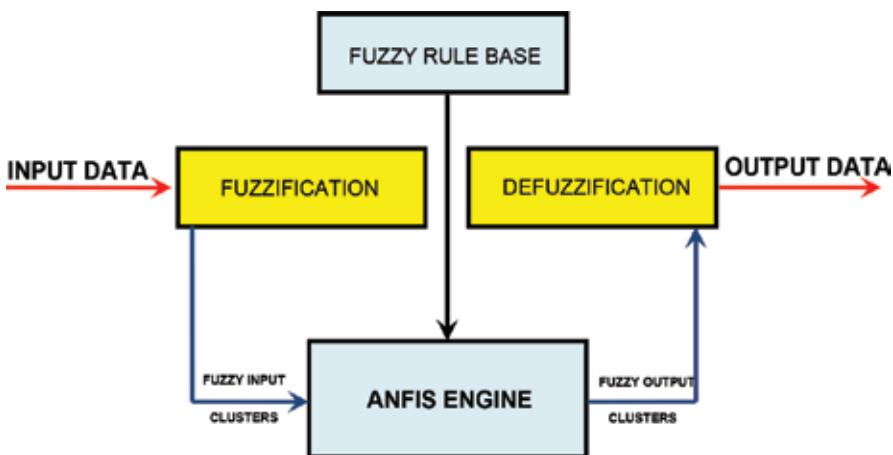 FUZZY RULE BASE
INPUT DATA
FUZZIFICATION
DEFUZZIFICATION
OUTPUT DATA
FUZZY INPUT
CLUSTERS
ANFIS ENGINE
FUZZY OUTPUT
CLUSTERS